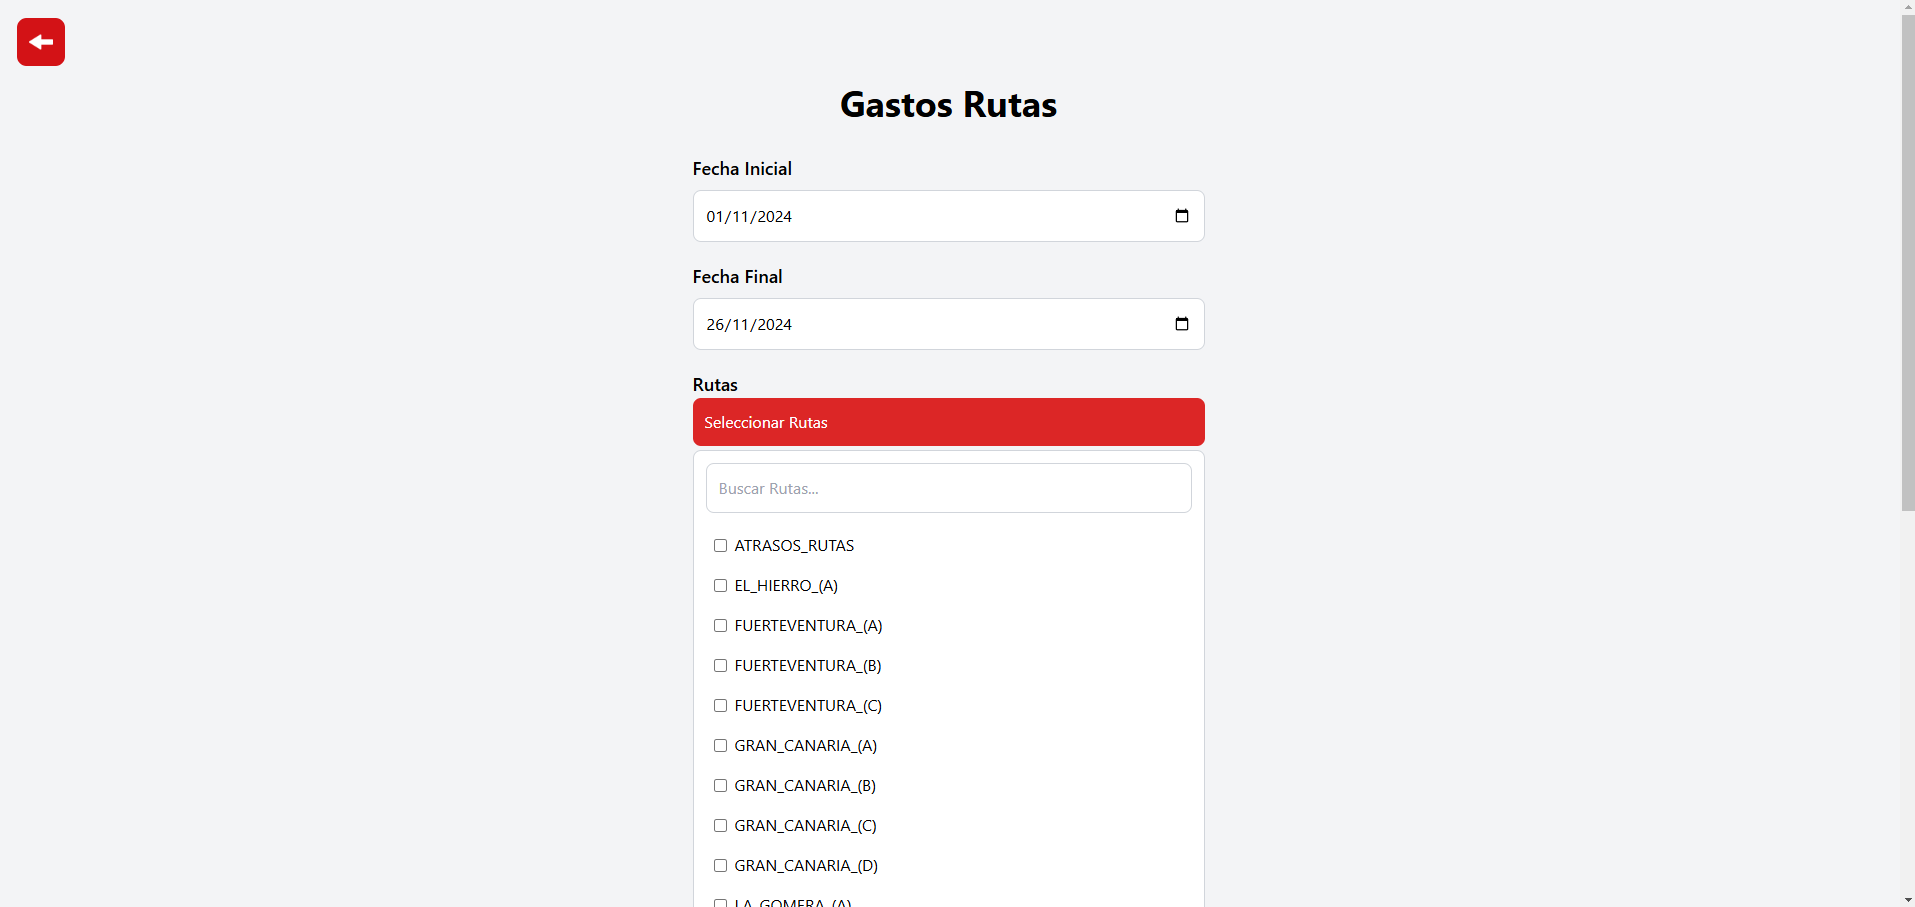 Gastos Rutas
Fecha Inicial
01/11/2024
Fecha Final
26/11/2024
Rutas
Seleccionar Rutas
Buscar Rutas...
ATRASOS_RUTAS
EL_HIERRO_(A)
FUERTEVENTURA_(A)
FUERTEVENTURA_(B)
FUERTEVENTURA_(C)
GRAN_CANARIA_(A)
GRAN_CANARIA_(B)
GRAN_CANARIA_(C)
GRAN_CANARIA_(D)
LA_GOMERA_(A)